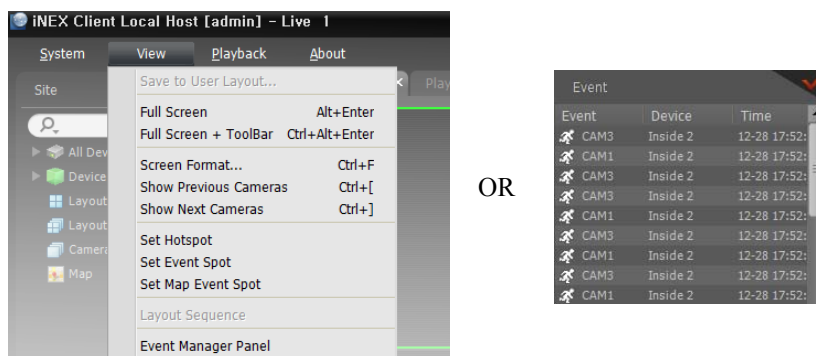 iNEX Client Local Host [admin] - Live 1
System View Playback About
Site
Play
All Dev
Device
Layout
Layout
Camera
Map
Save to User Layout...
Full Screen Alt+Enter
Full Screen + ToolBar Ctrl+Alt+Enter
Screen Format... Ctrl+F
Show Previous Cameras Ctrl+[
Show Next Cameras Ctrl+]
Set Hotspot
Set Event Spot
Set Map Event Spot
Layout Sequence
Event Manager Panel
OR
Event
Event Device Time
CAM3 Inside 2 12-28 17:52:
CAM1 Inside 2 12-28 17:52:
CAM3 Inside 2 12-28 17:52:
CAM3 Inside 2 12-28 17:52:
CAM1 Inside 2 12-28 17:52:
CAM3 Inside 2 12-28 17:52:
CAM1 Inside 2 12-28 17:52:
CAM3 Inside 2 12-28 17:52:
CAM1 Inside 2 12-28 17:52: